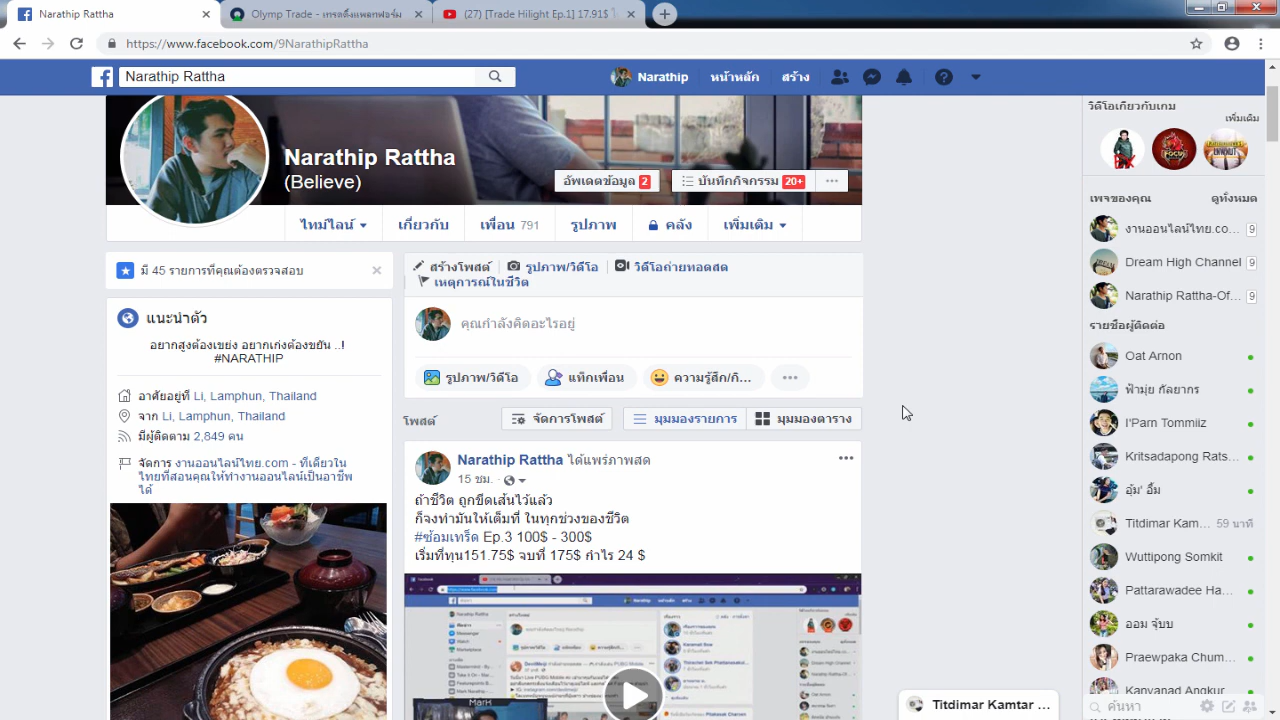 Narathip Rattha
Olymp Trade - เทรดดิ้งแพลทฟอร์ม
(27) [Trade Hilight Ep.1] 17.91$
https://www.facebook.com/9NarathipRattha
Narathip Rattha
Narathip
หน้าหลัก
สร้าง
Narathip Rattha
(Believe)
อัพเดตข้อมูล 2
บันทึกกิจกรรม 20+
ไทม์ไลน์
เกี่ยวกับ
เพื่อน 791
รูปภาพ
คลัง
เพิ่มเติม
มี 45 รายการที่คุณต้องตรวจสอบ
แนะนำตัว
อยากสูงต้องเขย่ง อยากเก่งต้องขยัน ..!
#NARATHIP
อาศัยอยู่ที่ Li, Lamphun, Thailand
จาก Li, Lamphun, Thailand
มีผู้ติดตาม 2,849 คน
จัดการ งานออนไลน์ไทย.com - ที่เดียวใน
ไทยที่สอนคุณให้ทำงานออนไลน์เป็นอาชีพ
ได้
สร้างโพสต์
รูปภาพ/วิดีโอ
วิดีโอถ่ายทอดสด
เหตุการณ์ในชีวิต
คุณกำลังคิดอะไรอยู่
รูปภาพ/วิดีโอ
แท็กเพื่อน
ความรู้สึก/กิ...
โพสต์
จัดการโพสต์
มุมมองรายการ
มุมมองตาราง
Narathip Rattha ได้แพร่ภาพสด
15 ชม.
ถ้าชีวิต ถูกขีดเส้นไว้แล้ว
ก็จงทำมันให้เต็มที่ ในทุกช่วงของชีวิต
#ซ้อมเทร็ด Ep.3 100$ - 300$
เริ่มที่ทุน151.75$ จบที่ 175$ กำไร 24 $
วิดีโอเกี่ยวกับเกม
เพิ่มเติม
เพจของคุณ
ดูทั้งหมด
งานออนไลน์ไทย.co... 9
Dream High Channel 9
Narathip Rattha-Of... 9
รายชื่อผู้ติดต่อ
Oat Arnon
ฟ้ามุ่ย กัลยากร
I'Pam Tommiiz
Kritsadapong Rats...
อุ้ม' อิ้ม
Titdimar Kam... 59 นาที
Wuttipong Somkit
Pattarawadee Ha...
วัน จุ๊บบ
Traewpaka Chum...
Kanyarad Angkur...
ค้นหา
Titdimar Kamtar ...